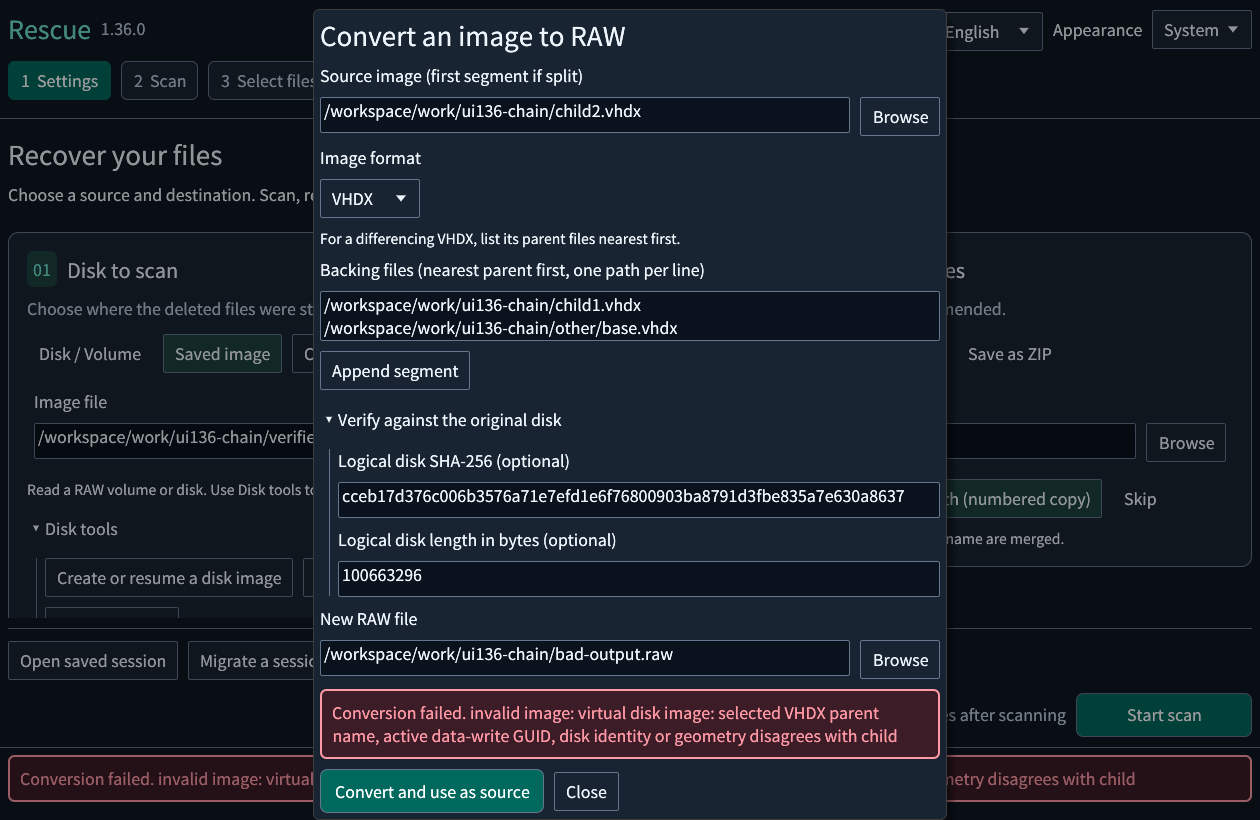 Rescue 1.36.0
English
Appearance
System
1 Settings
2 Scan
3 Select files
Recover your files
Choose a source and destination. Scan,
01 Disk to scan
Choose where the deleted files were
Disk / Volume
Saved image
Image file
/workspace/work/ui136-chain/
Read a RAW volume or disk. Use Disk tools
Disk tools
Create or resume a disk image
Open saved session
Migrate a
Convert an image to RAW
Source image (first segment if split)
/workspace/work/ui136-chain/child2.vhdx
Browse
Image format
VHDX
For a differencing VHDX, list its parent files nearest first.
Backing files (nearest parent first, one path per line)
/workspace/work/ui136-chain/child1.vhdx
/workspace/work/ui136-chain/other/base.vhdx
Append segment
Verify against the original disk
Logical disk SHA-256 (optional)
cceb17d376c006b3576a71e7efd1e6f76800903ba8791d3fbe835a7e630a8637
Logical disk length in bytes (optional)
100663296
New RAW file
/workspace/work/ui136-chain/bad-output.raw
Browse
Conversion failed. invalid image: virtual disk image: selected VHDX parent
name, active data-write GUID, disk identity or geometry disagrees with child
Convert and use as source
Close
Save as ZIP
Browse
(numbered copy)
Skip
name are merged.
after scanning
Start scan
Conversion failed. invalid image: virtual
disagrees with child